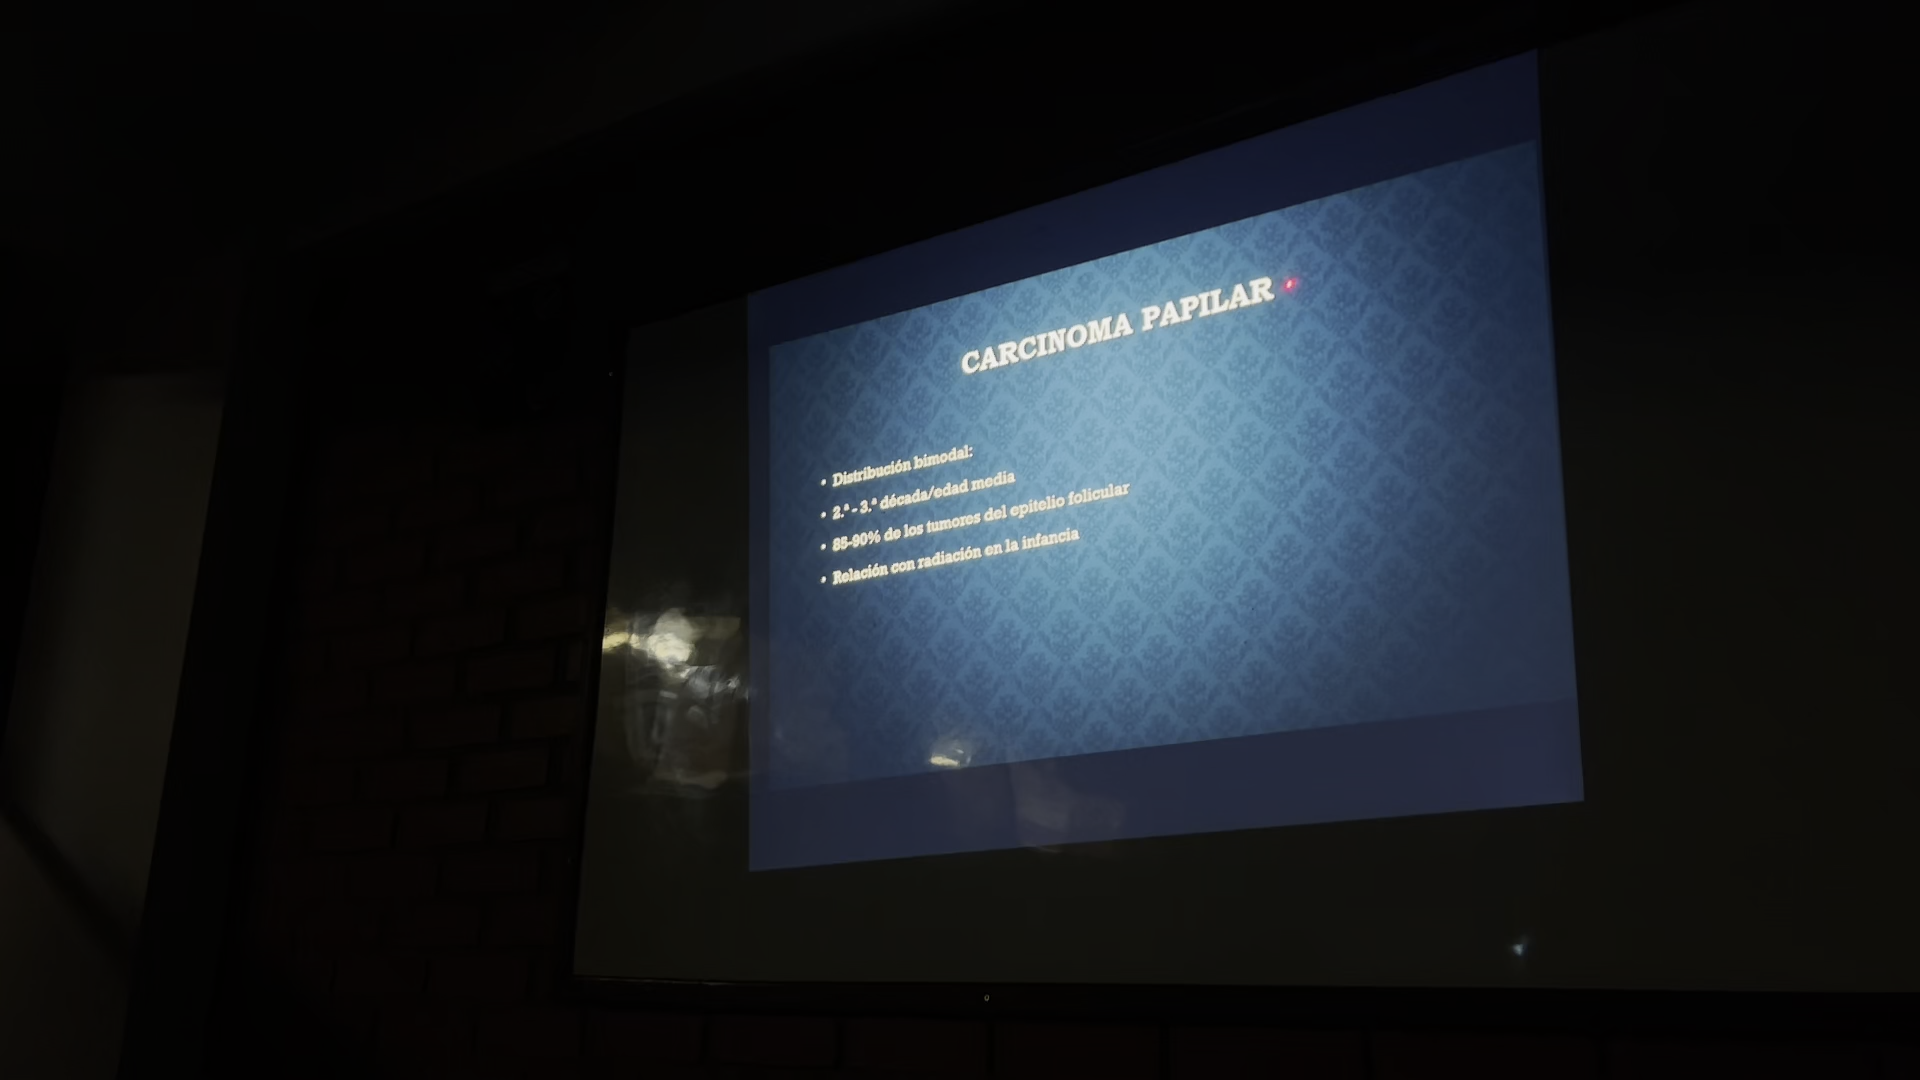 CARCINOMA PAPILAR
• Distribución bimodal:
• 2.ª - 3.ª década/edad media
• 85-90% de los tumores del epitelio folicular
• Relación con radiación en la infancia